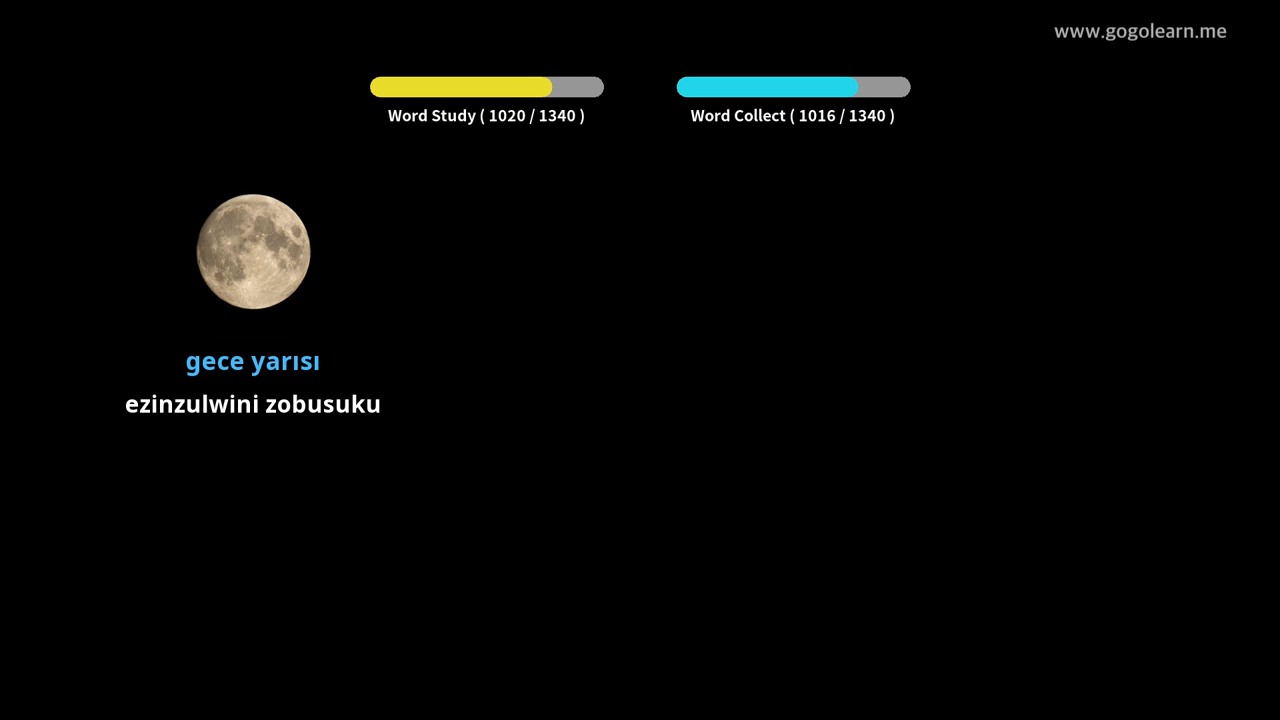 www.gogolearn.me
Word Study ( 1020 / 1340 )
Word Collect ( 1016 / 1340 )
gece yarısı
ezinzulwini zobusuku